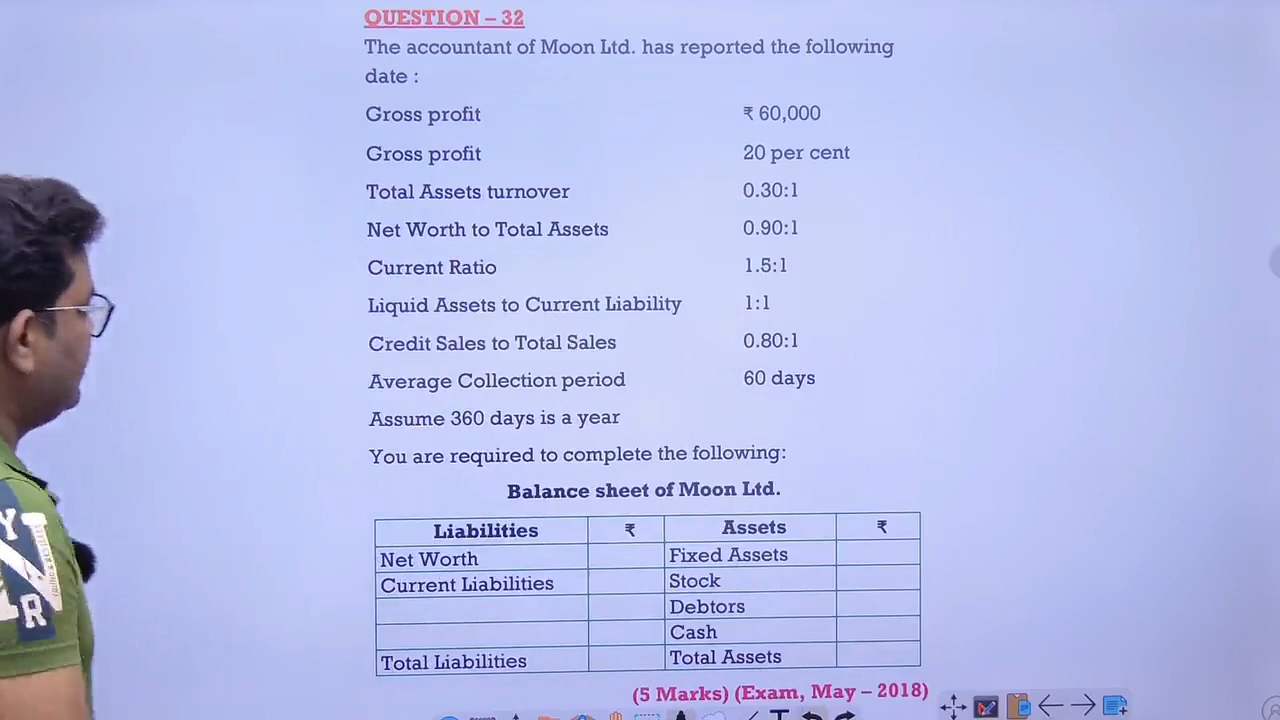 QUESTION – 32
The accountant of Moon Ltd. has reported the following
date :
Gross profit ₹ 60,000
Gross profit 20 per cent
Total Assets turnover 0.30:1
Net Worth to Total Assets 0.90:1
Current Ratio 1.5:1
Liquid Assets to Current Liability 1:1
Credit Sales to Total Sales 0.80:1
Average Collection period 60 days
Assume 360 days is a year
You are required to complete the following:
Balance sheet of Moon Ltd.
Liabilities ₹ Assets ₹
Net Worth Fixed Assets
Current Liabilities Stock
Debtors
Cash
Total Liabilities Total Assets
(5 Marks) (Exam, May – 2018)
Y
R